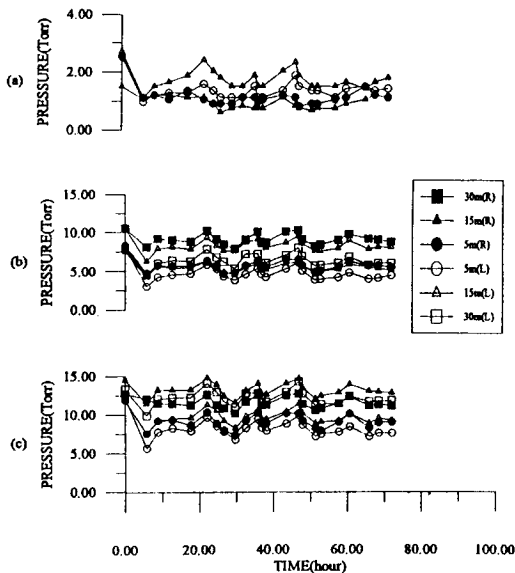 4.00
(a)
PRESSURE(Torr)
2.00
0.00
15.00
(b)
PRESSURE(Torr)
10.00
5.00
0.00
30m(R)
15m(R)
5m(R)
5m(L)
15m(L)
30m(L)
15.00
(c)
PRESSURE(Torr)
10.00
5.00
0.00
0.00
20.00
40.00
60.00
80.00
100.00
TIME(hour)